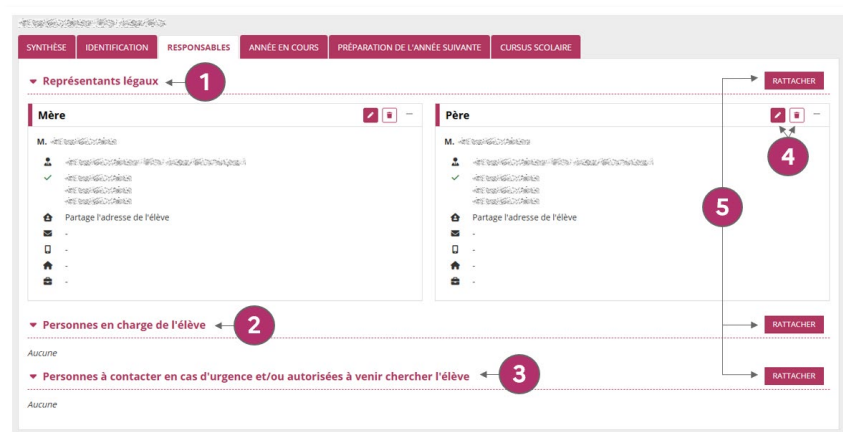 SYNTHÈSE IDENTIFICATION RESPONSABLES ANNÉE EN COURS PRÉPARATION DE L'ANNÉE SUIVANTE CURSUS SCOLAIRE
Représentants légaux 1 RATTACHER
Mère
M.
Partage l'adresse de l'élève
-
-
-
-
Père
4
M.
Partage l'adresse de l'élève
-
-
-
-
5
Personnes en charge de l'élève 2 RATTACHER
Aucune
Personnes à contacter en cas d'urgence et/ou autorisées à venir chercher l'élève 3 RATTACHER
Aucune